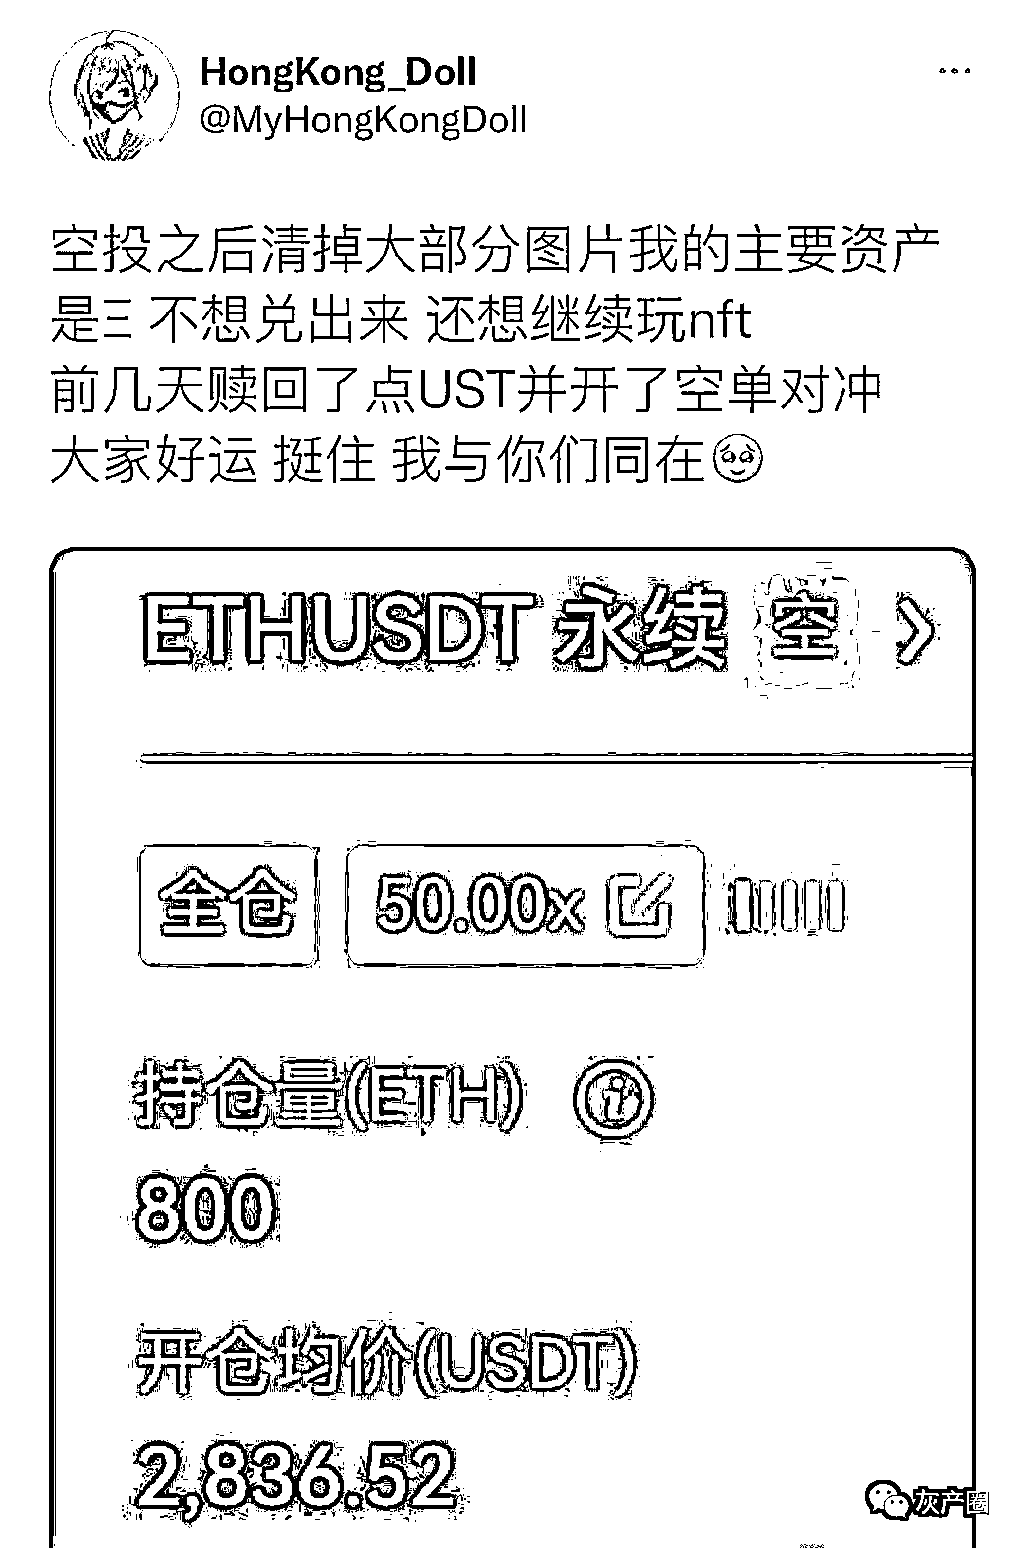 HongKong_Doll
@MyHongKongDoll
空投之后清掉大部分图片我的主要资产
是Ξ 不想兑出来 还想继续玩nft
前几天赎回了点UST并开了空单对冲
大家好运 挺住 我与你们同在🥹
ETHUSDT 永续 空
全仓 50.00x
持仓量(ETH)
800
开仓均价(USDT)
2,836.52
灰产圈